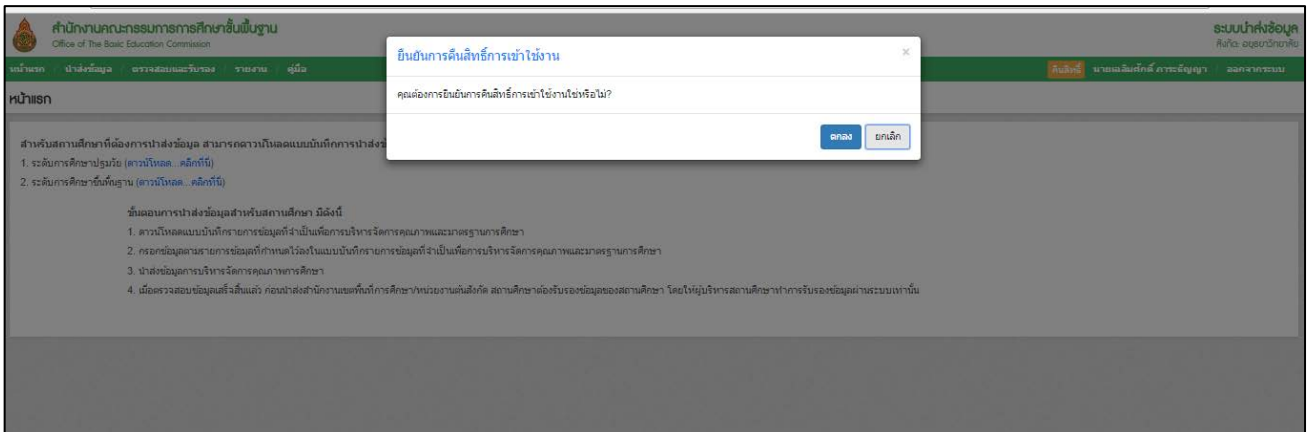 สำนักงานคณะกรรมการการศึกษาขั้นพื้นฐาน
Office of The Basic Education Commission
ระบบนำส่งข้อมูล
สังกัด: อยุธยาวิทยาลัย
หน้าแรก นำส่งข้อมูล ตรวจสอบและรับรอง รายงาน คู่มือ
คืนสิทธิ์ นายเฉลิมศักดิ์ ภารดิญญา ออกจากระบบ
หน้าแรก
ยืนยันการคืนสิทธิ์การเข้าใช้งาน ×
คุณต้องการยืนยันการคืนสิทธิ์การเข้าใช้งานใช่หรือไม่?
ตกลง ยกเลิก
สำหรับสถานศึกษาที่ต้องการนำส่งข้อมูล สามารถดาวน์โหลดแบบบันทึกการนำส่งข้
1. ระดับการศึกษาปฐมวัย (ดาวน์โหลด...คลิกที่นี่)
2. ระดับการศึกษาขั้นพื้นฐาน (ดาวน์โหลด...คลิกที่นี่)
ขั้นตอนการนำส่งข้อมูลสำหรับสถานศึกษา มีดังนี้
1. ดาวน์โหลดแบบบันทึกรายการข้อมูลที่จำเป็นเพื่อการบริหารจัดการคุณภาพและมาตรฐานการศึกษา
2. กรอกข้อมูลตามรายการข้อมูลที่กำหนดไว้ลงในแบบบันทึกรายการข้อมูลที่จำเป็นเพื่อการบริหารจัดการคุณภาพและมาตรฐานการศึกษา
3. นำส่งข้อมูลการบริหารจัดการคุณภาพการศึกษา
4. เมื่อตรวจสอบข้อมูลเสร็จสิ้นแล้ว ก่อนนำส่งสำนักงานเขตพื้นที่การศึกษา/หน่วยงานต้นสังกัด สถานศึกษาต้องรับรองข้อมูลของสถานศึกษา โดยให้ผู้บริหารสถานศึกษาทำการรับรองข้อมูลผ่านระบบเท่านั้น